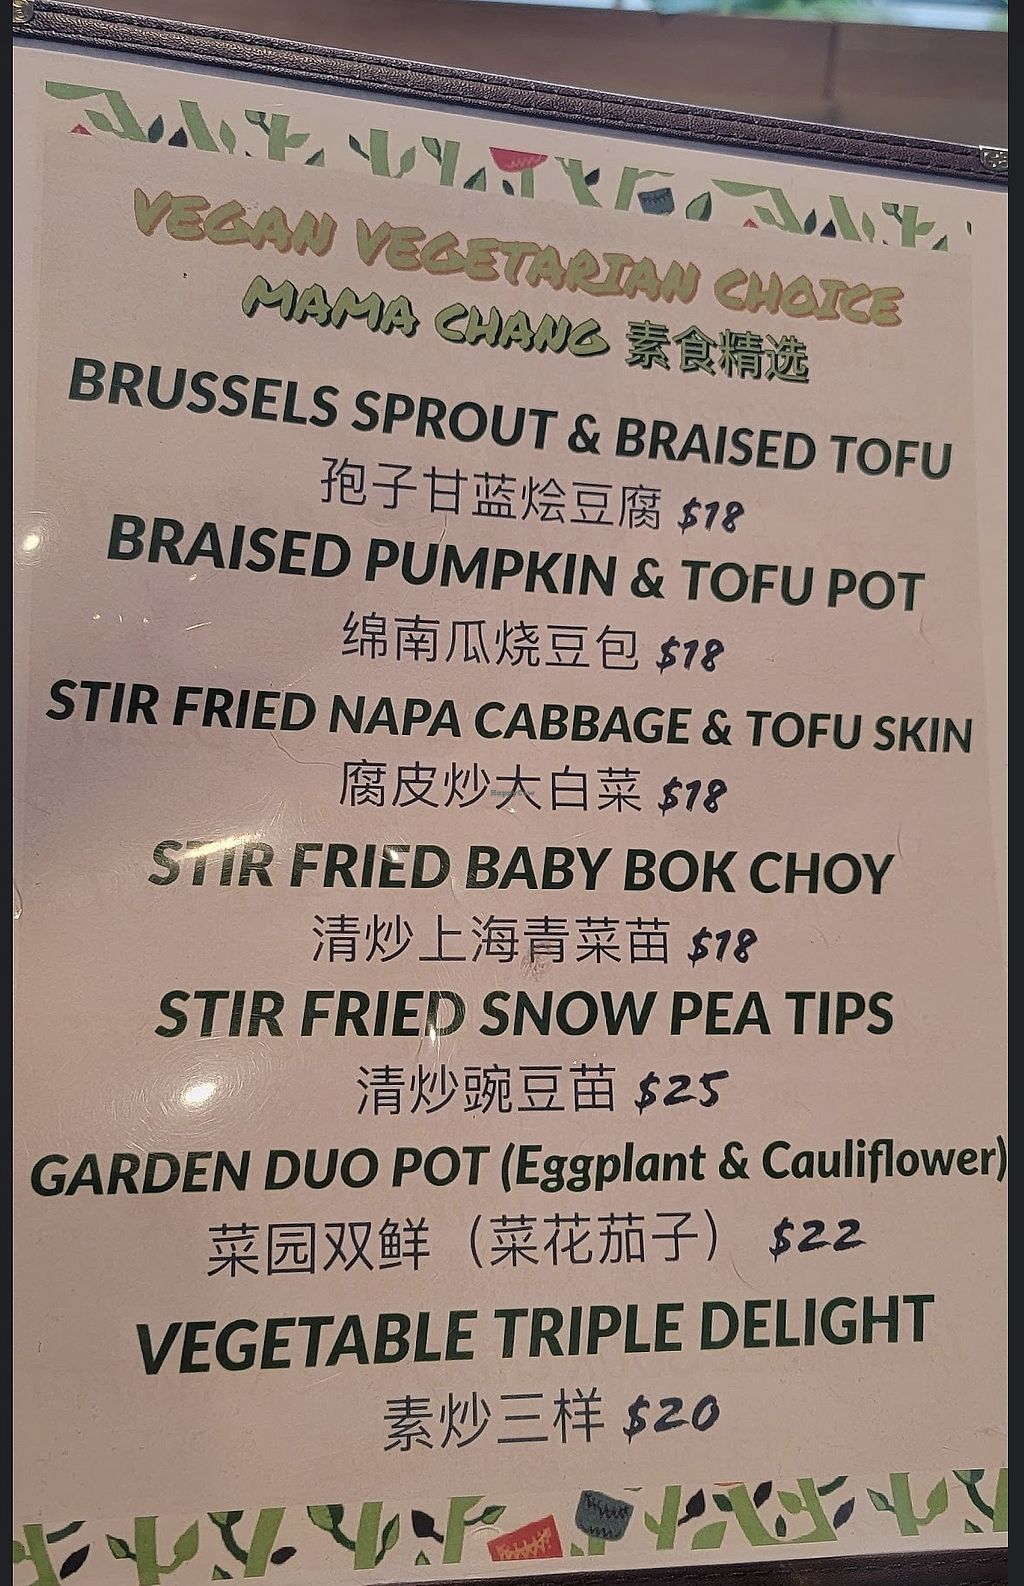 VEGAN VEGETARIAN CHOICE
MAMA CHANG 素食精选
BRUSSELS SPROUT & BRAISED TOFU
孢子甘蓝烩豆腐 $18
BRAISED PUMPKIN & TOFU POT
绵南瓜烧豆包 $18
STIR FRIED NAPA CABBAGE & TOFU SKIN
腐皮炒大白菜 $18
HappyCow
STIR FRIED BABY BOK CHOY
清炒上海青菜苗 $18
STIR FRIED SNOW PEA TIPS
清炒豌豆苗 $25
GARDEN DUO POT (Eggplant & Cauliflower)
菜园双鲜（菜花茄子） $22
VEGETABLE TRIPLE DELIGHT
素炒三样 $20